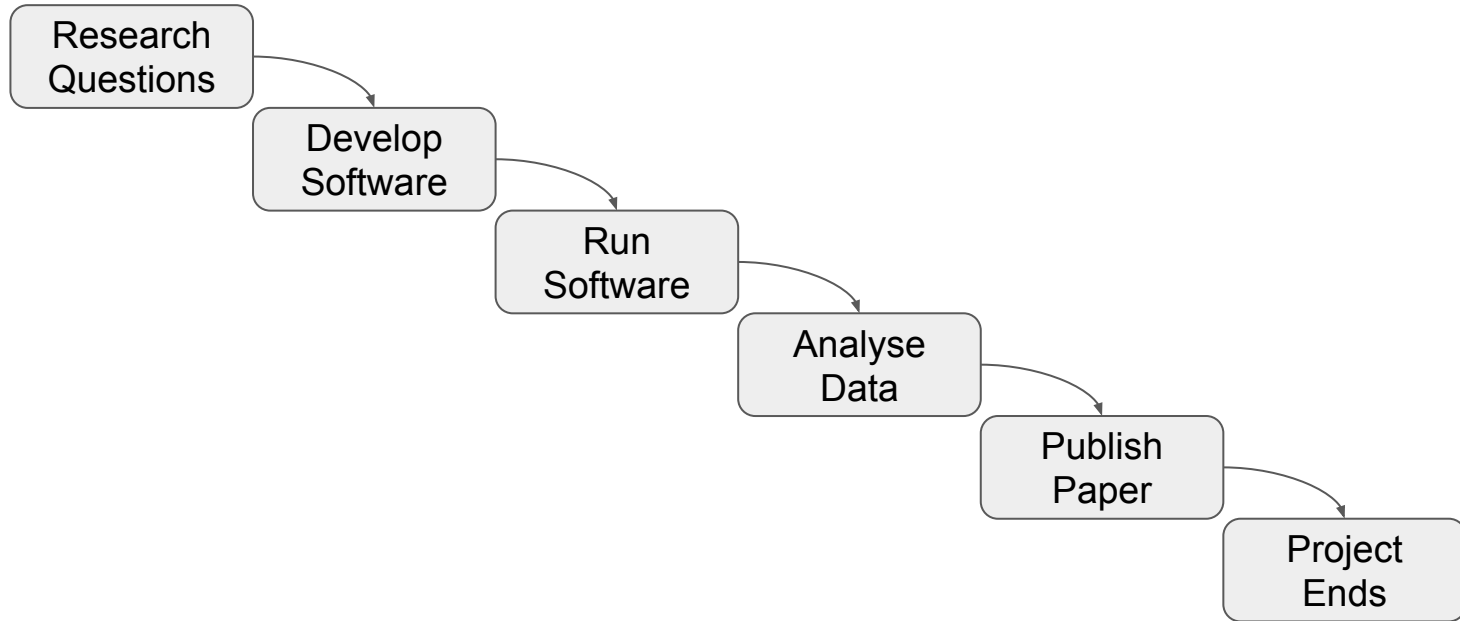 Research
Questions
Develop
Software
Run
Software
Analyse
Data
Publish
Paper
Project
Ends